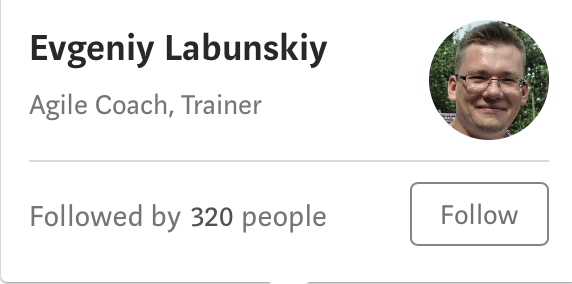 Evgeniy Labunskiy
Agile Coach, Trainer
Followed by 320 people
Follow